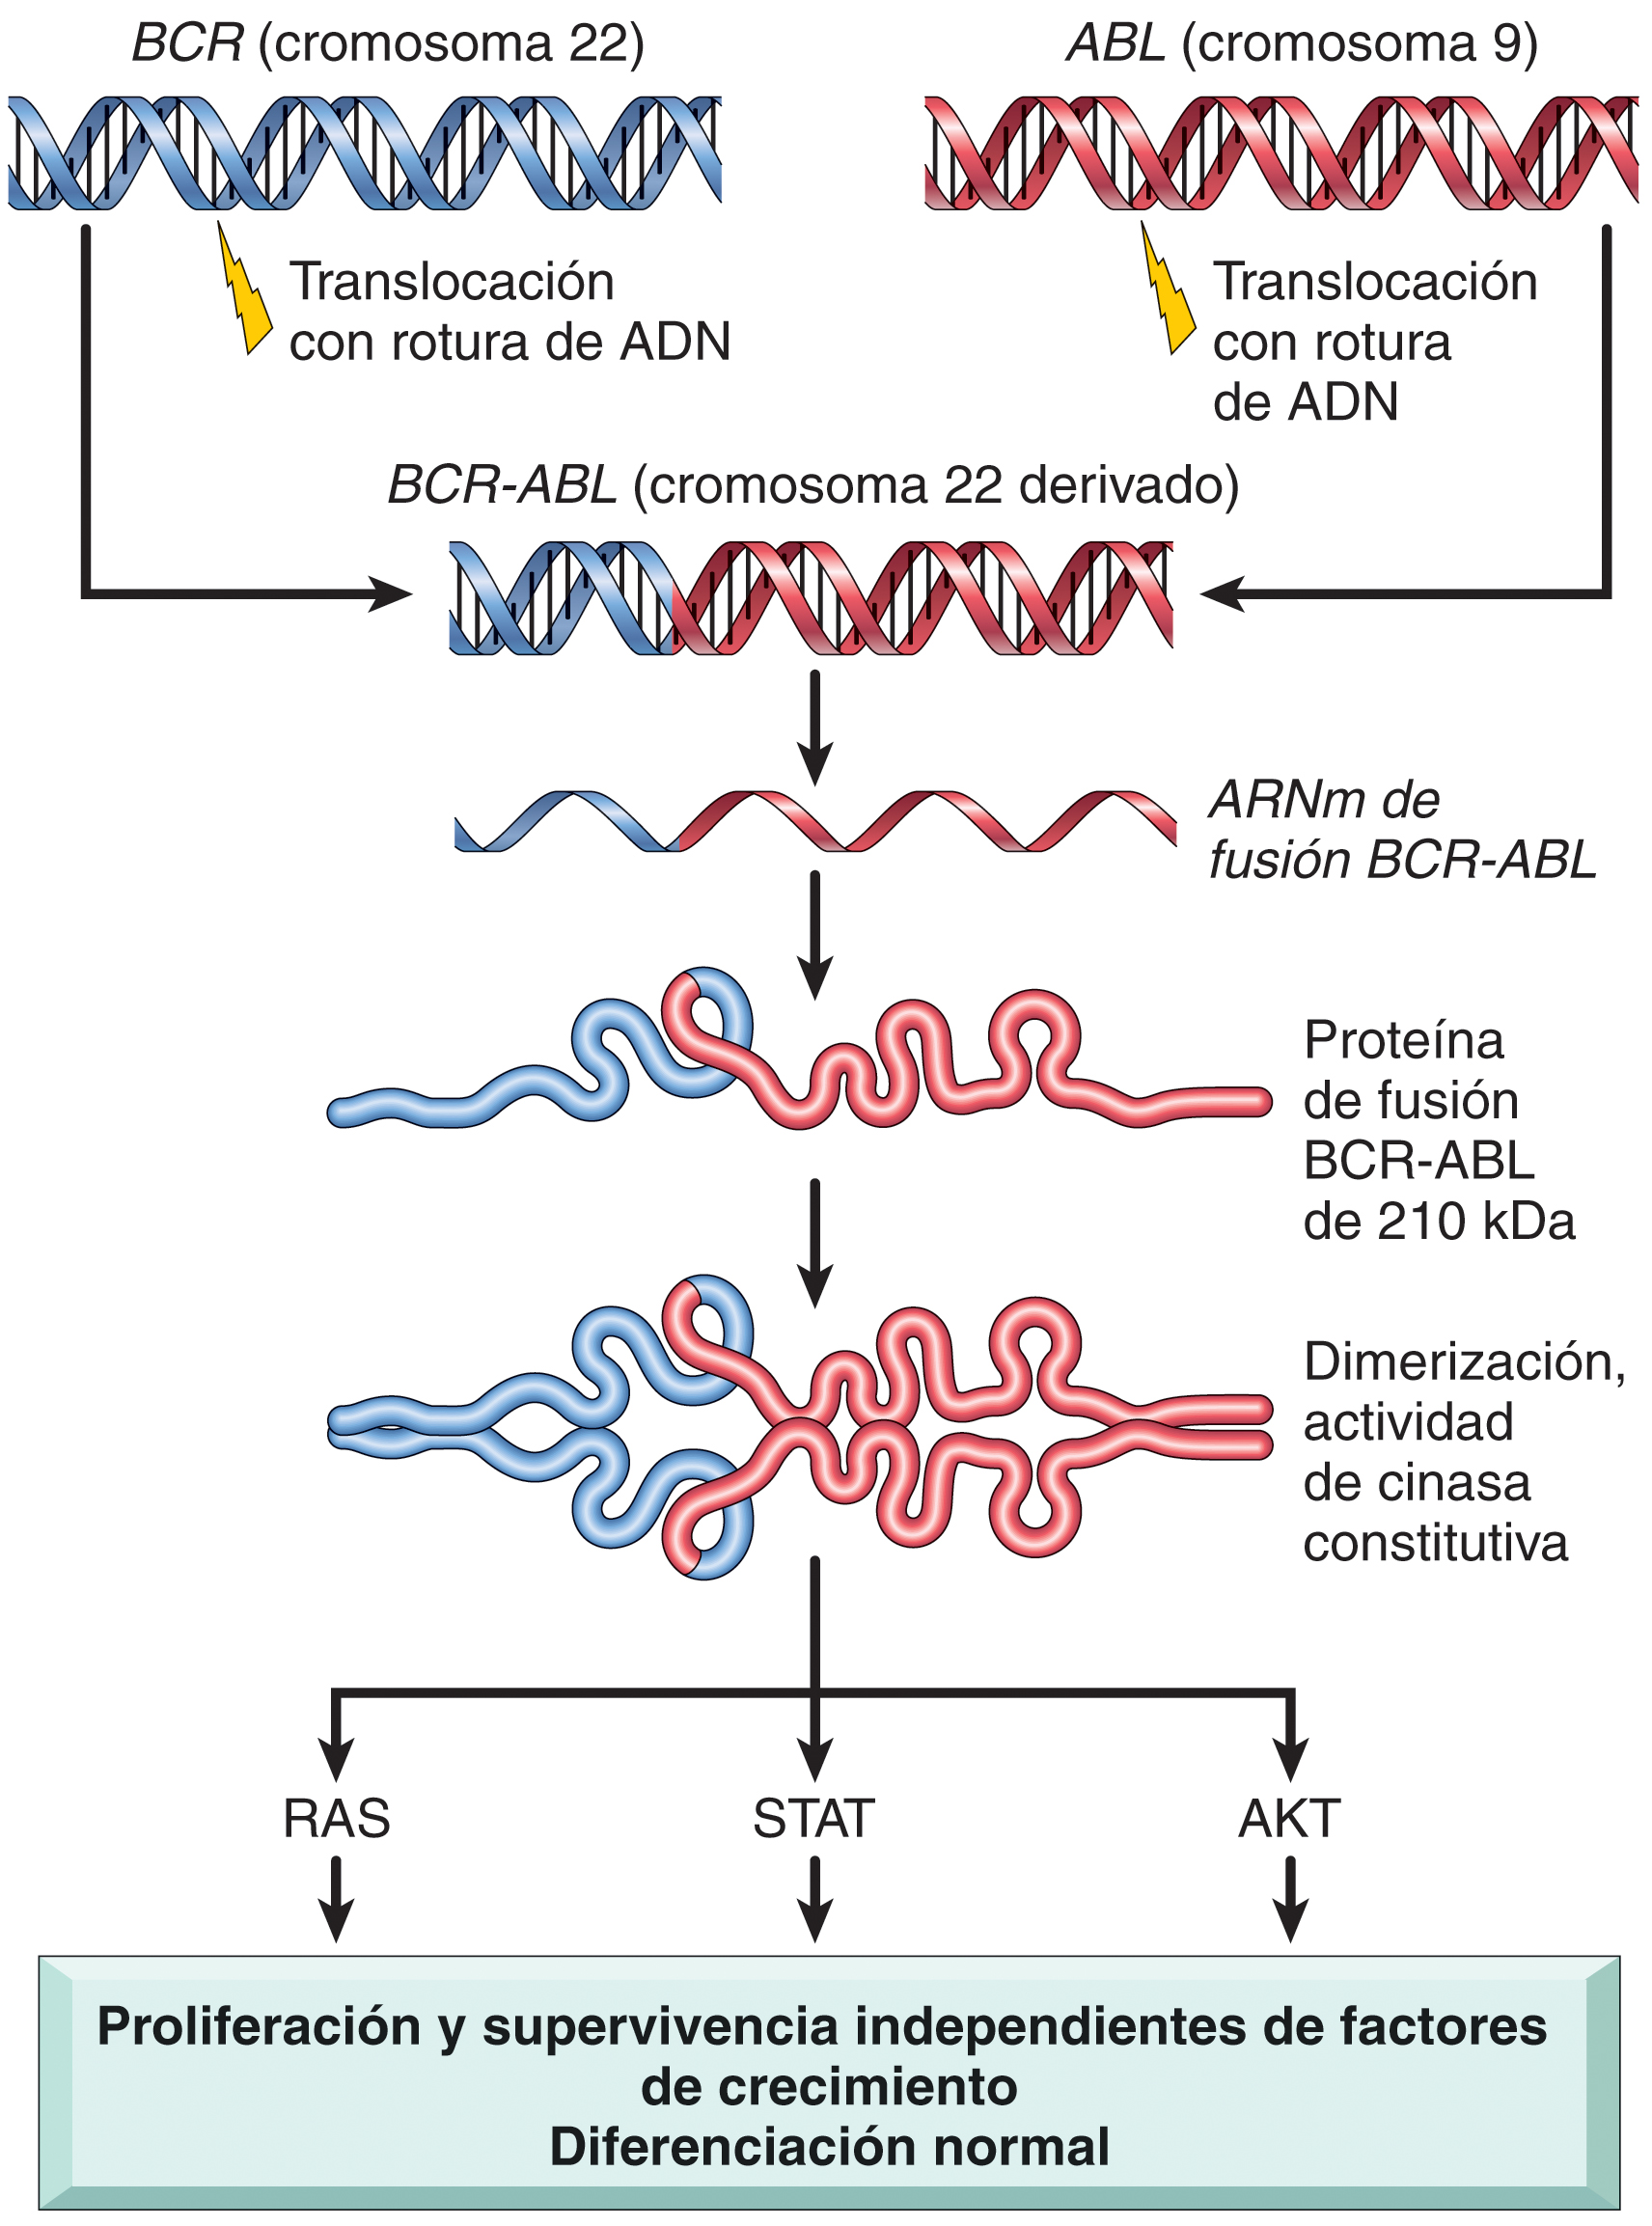 BCR (cromosoma 22)
ABL (cromosoma 9)
Translocación
con rotura de ADN
Translocación
con rotura
de ADN
BCR-ABL (cromosoma 22 derivado)
ARNm de
fusión BCR-ABL
Proteína
de fusión
BCR-ABL
de 210 kDa
Dimerización,
actividad
de cinasa
constitutiva
RAS
STAT
AKT
Proliferación y supervivencia independientes de factores
de crecimiento
Diferenciación normal